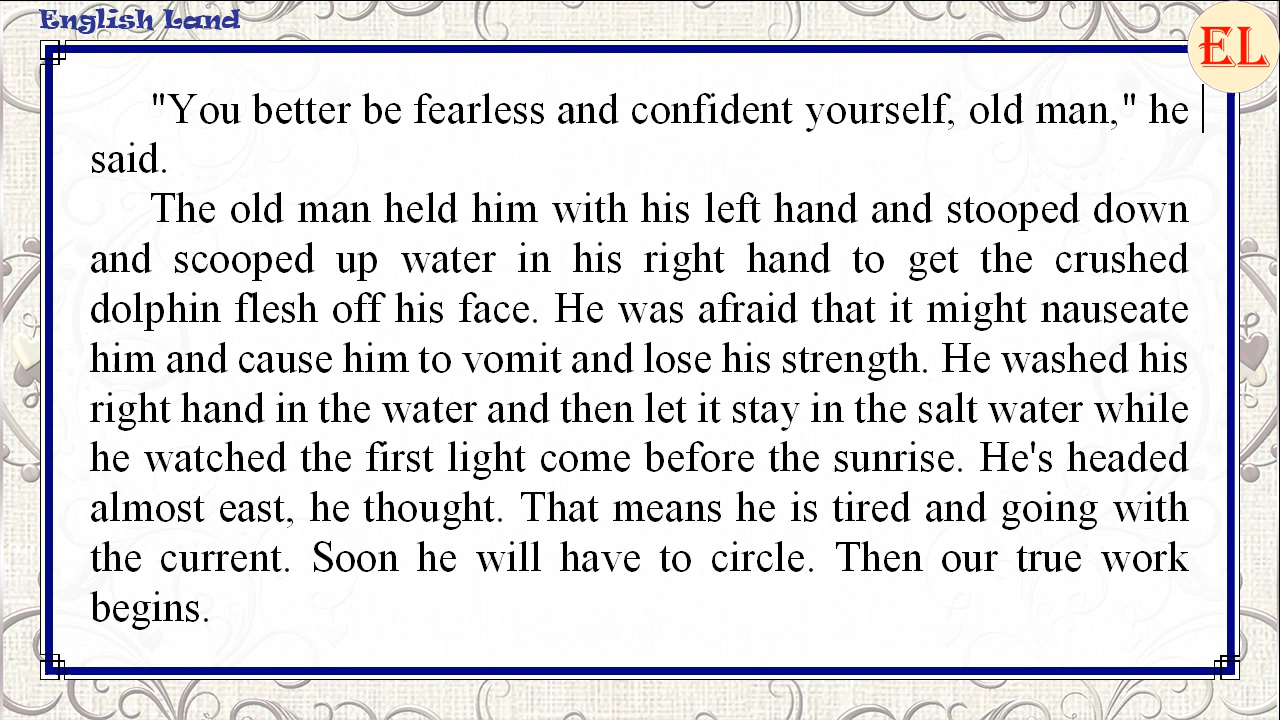 English Land
EL
"You better be fearless and confident yourself, old man," he
said.
The old man held him with his left hand and stooped down
and scooped up water in his right hand to get the crushed
dolphin flesh off his face. He was afraid that it might nauseate
him and cause him to vomit and lose his strength. He washed his
right hand in the water and then let it stay in the salt water while
he watched the first light come before the sunrise. He's headed
almost east, he thought. That means he is tired and going with
the current. Soon he will have to circle. Then our true work
begins.